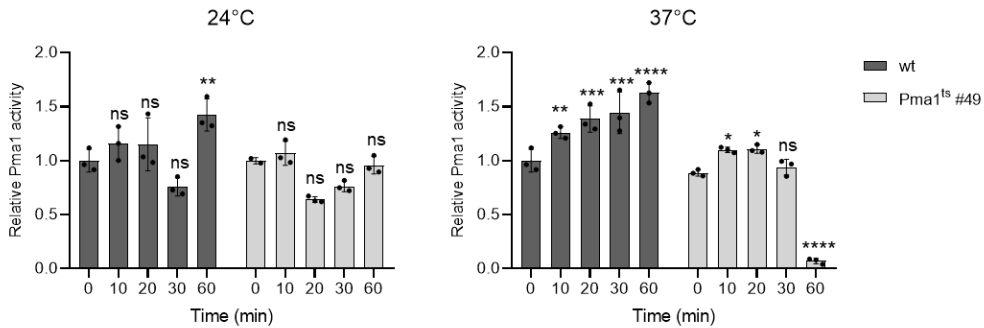 24°C
37°C
Relative Pma1 activity
2.0
1.5
1.0
0.5
0.0
ns
ns
ns
**
ns
ns
ns
ns
0 10 20 30 60 0 10 20 30 60
Time (min)
Relative Pma1 activity
2.0
1.5
1.0
0.5
0.0
**
***
***
****
*
*
ns
****
0 10 20 30 60 0 10 20 30 60
Time (min)
wt
Pma1ts #49